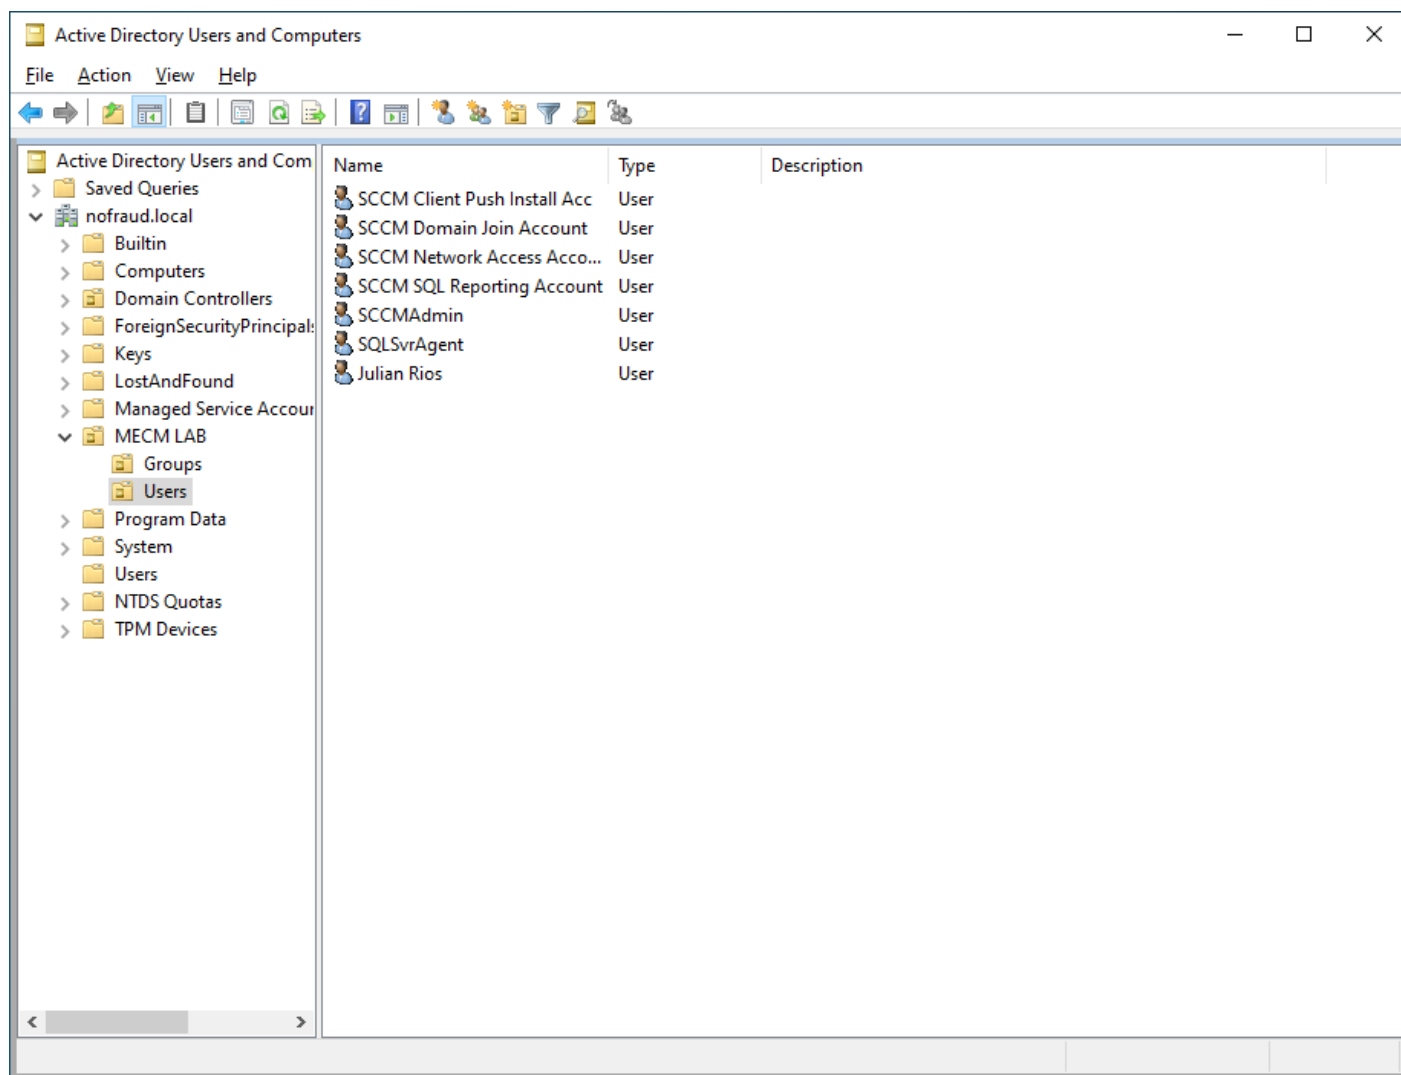 Active Directory Users and Computers
File Action View Help
Active Directory Users and Com
Saved Queries
nofraud.local
Builtin
Computers
Domain Controllers
ForeignSecurityPrincipals
Keys
LostAndFound
Managed Service Accour
MECM LAB
Groups
Users
Program Data
System
Users
NTDS Quotas
TPM Devices
Name Type Description
SCCM Client Push Install Acc User
SCCM Domain Join Account User
SCCM Network Access Acco... User
SCCM SQL Reporting Account User
SCCMAdmin User
SQLSvrAgent User
Julian Rios User